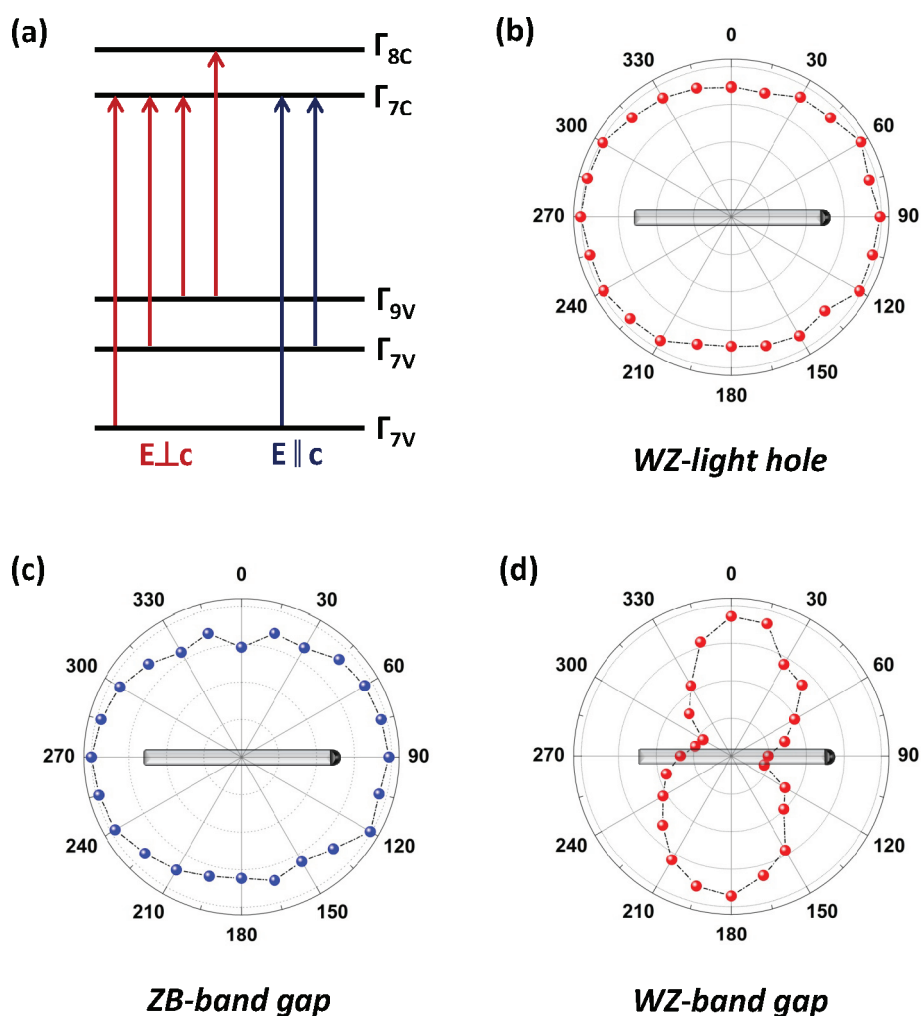 (a)
Γ8C
Γ7C
Γ9V
Γ7V
Γ7V
E⊥c E ∥ c
(b)
0
330 30
300 60
270 90
240 120
210 150
180
WZ-light hole
(c)
0
330 30
300 60
270 90
240 120
210 150
180
ZB-band gap
(d)
0
330 30
300 60
270 90
240 120
210 150
180
WZ-band gap